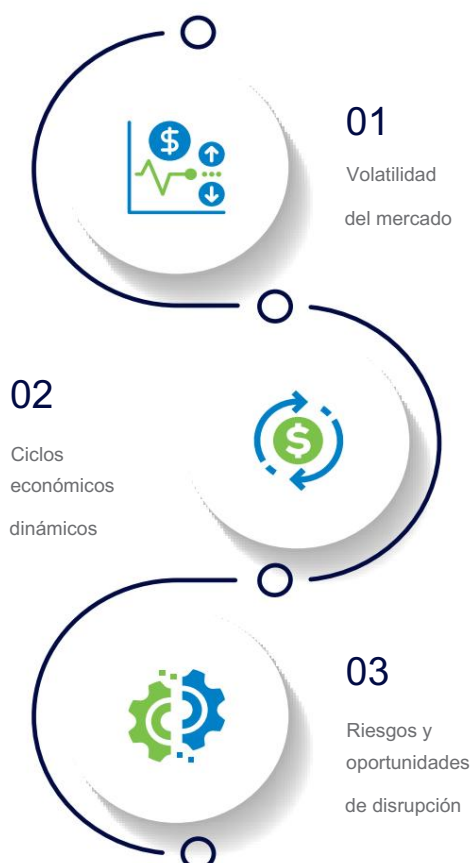 01
Volatilidad
del mercado
02
Ciclos
económicos
dinámicos
03
Riesgos y
oportunidades
de disrupción